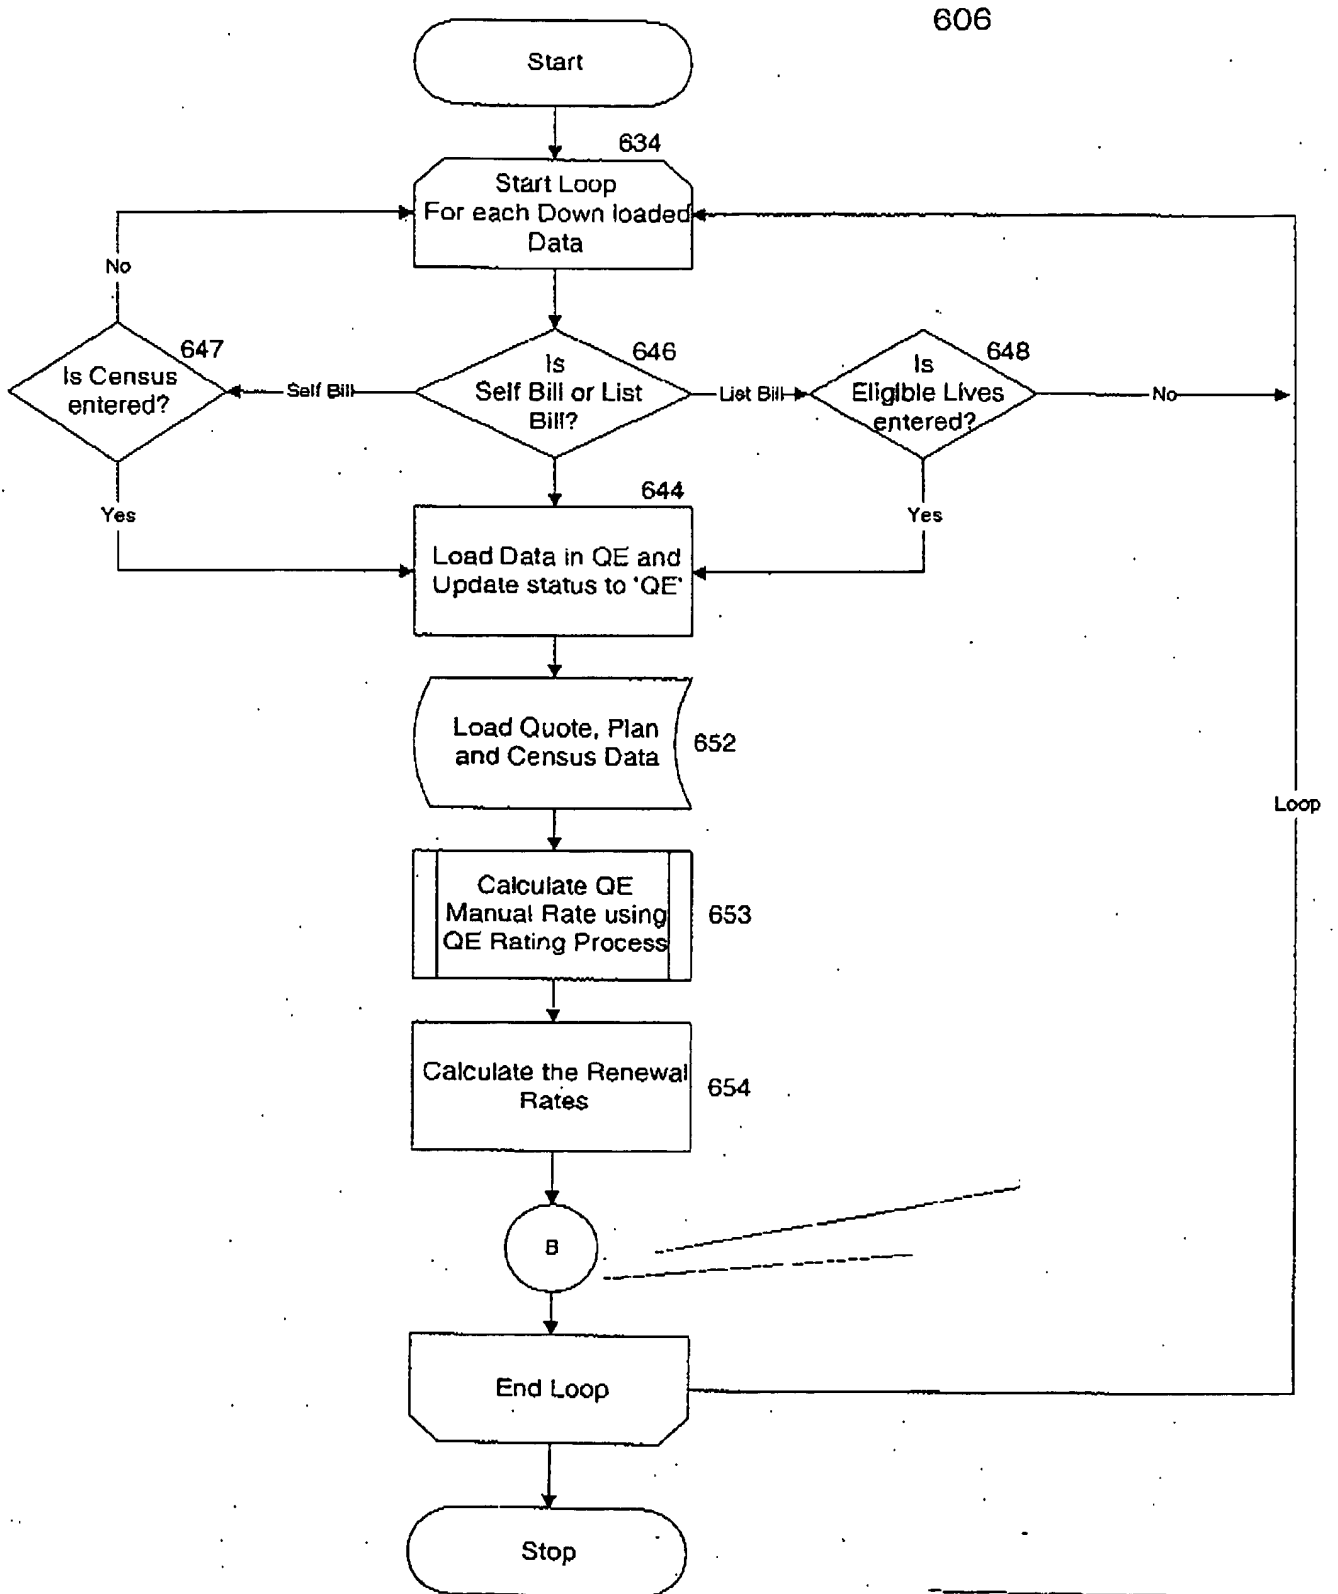 606
Start
634
Start Loop
For each Down loaded
Data
No
647
Is Census
entered?
Self Bill
646
Is
Self Bill or List
Bill?
List Bill
648
Is
Eligible Lives
entered?
No
Yes
644
Load Data in QE and
Update status to 'QE'
Yes
Load Quote, Plan
and Census Data
652
Loop
Calculate QE
Manual Rate using
QE Rating Process
653
Calculate the Renewal
Rates
654
B
End Loop
Stop